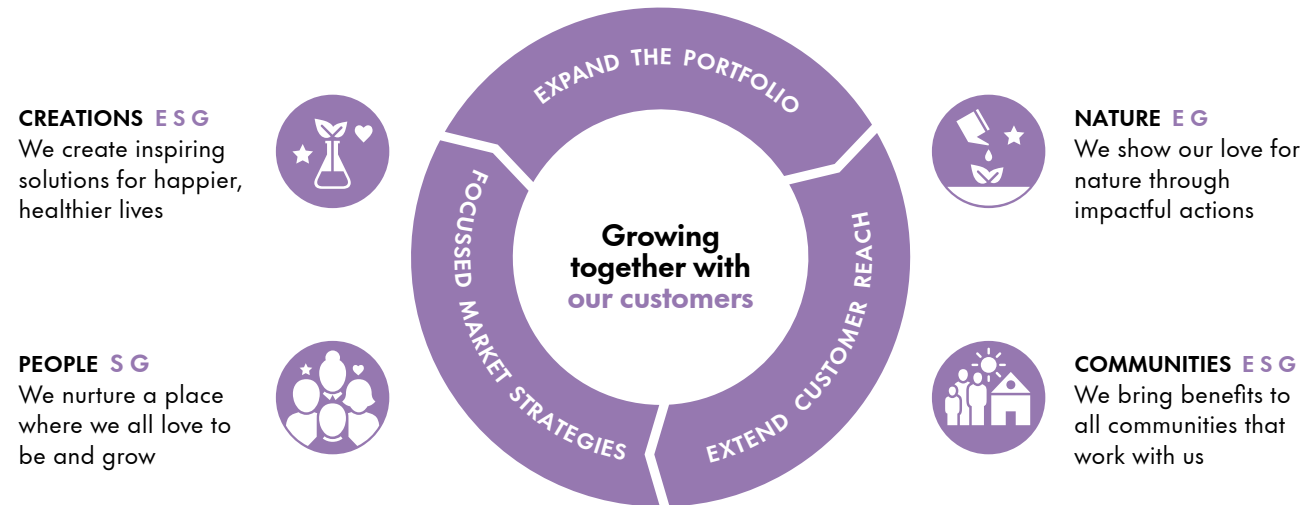 CREATIONS E S G
We create inspiring
solutions for happier,
healthier lives
PEOPLE S G
We nurture a place
where we all love to
be and grow
EXPAND THE PORTFOLIO
FOCUSSED MARKET STRATEGIES
EXTEND CUSTOMER REACH
Growing
together with
our customers
NATURE E G
We show our love for
nature through
impactful actions
COMMUNITIES E S G
We bring benefits to
all communities that
work with us